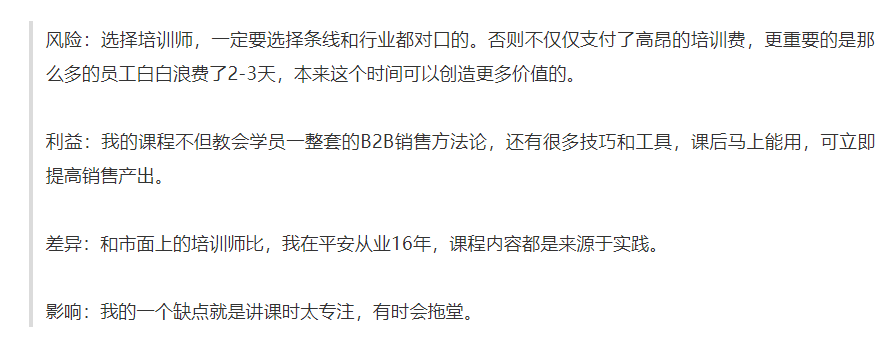 风险：选择培训师，一定要选择条线和行业都对口的。否则不仅仅支付了高昂的培训费，更重要的是那
么多的员工白白浪费了2-3天，本来这个时间可以创造更多价值的。
利益：我的课程不但教会学员一整套的B2B销售方法论，还有很多技巧和工具，课后马上能用，可立即
提高销售产出。
差异：和市面上的培训师比，我在平安从业16年，课程内容都是来源于实践。
影响：我的一个缺点就是讲课时太专注，有时会拖堂。